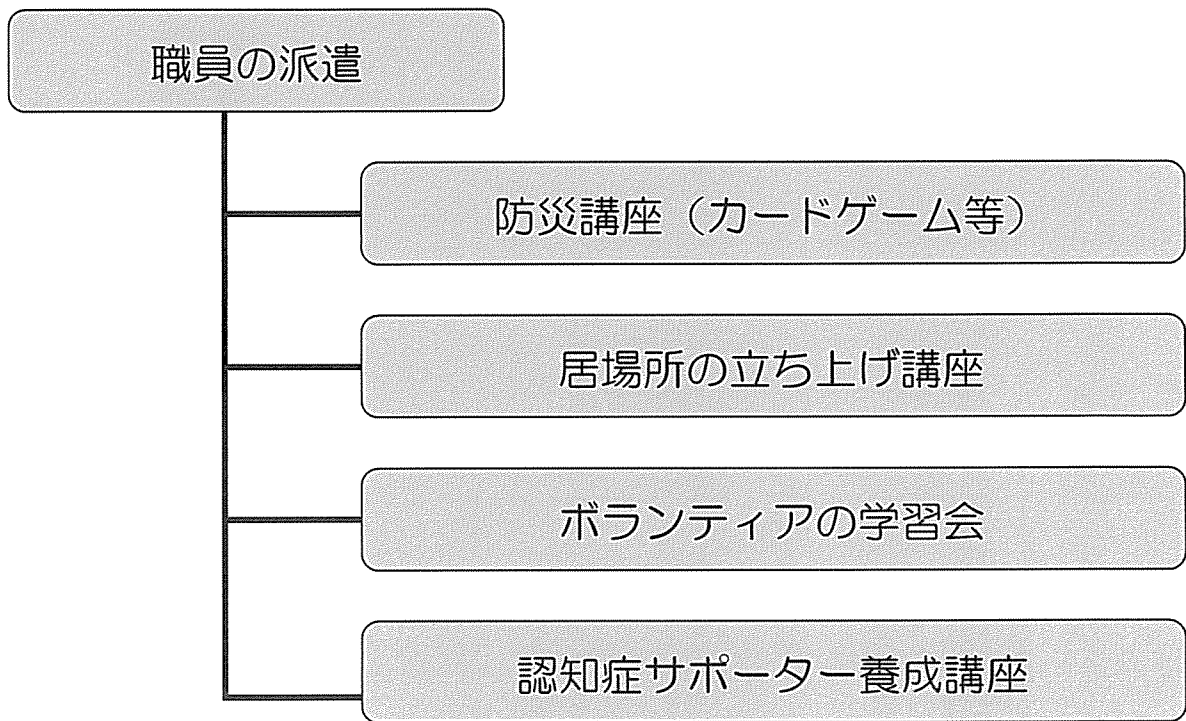 職員の派遣
防災講座（カードゲーム等）
居場所の立ち上げ講座
ボランティアの学習会
認知症サポーター養成講座